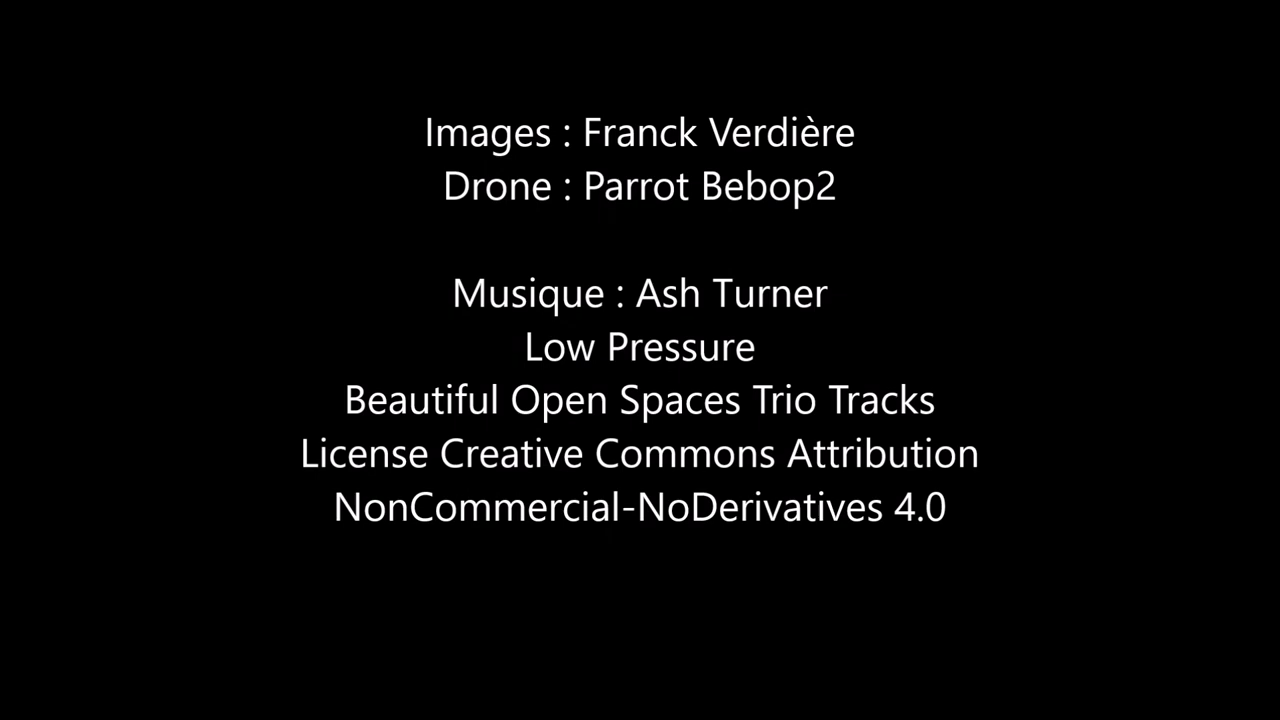 Images : Franck Verdière
Drone : Parrot Bebop2
Musique : Ash Turner
Low Pressure
Beautiful Open Spaces Trio Tracks
License Creative Commons Attribution
NonCommercial-NoDerivatives 4.0